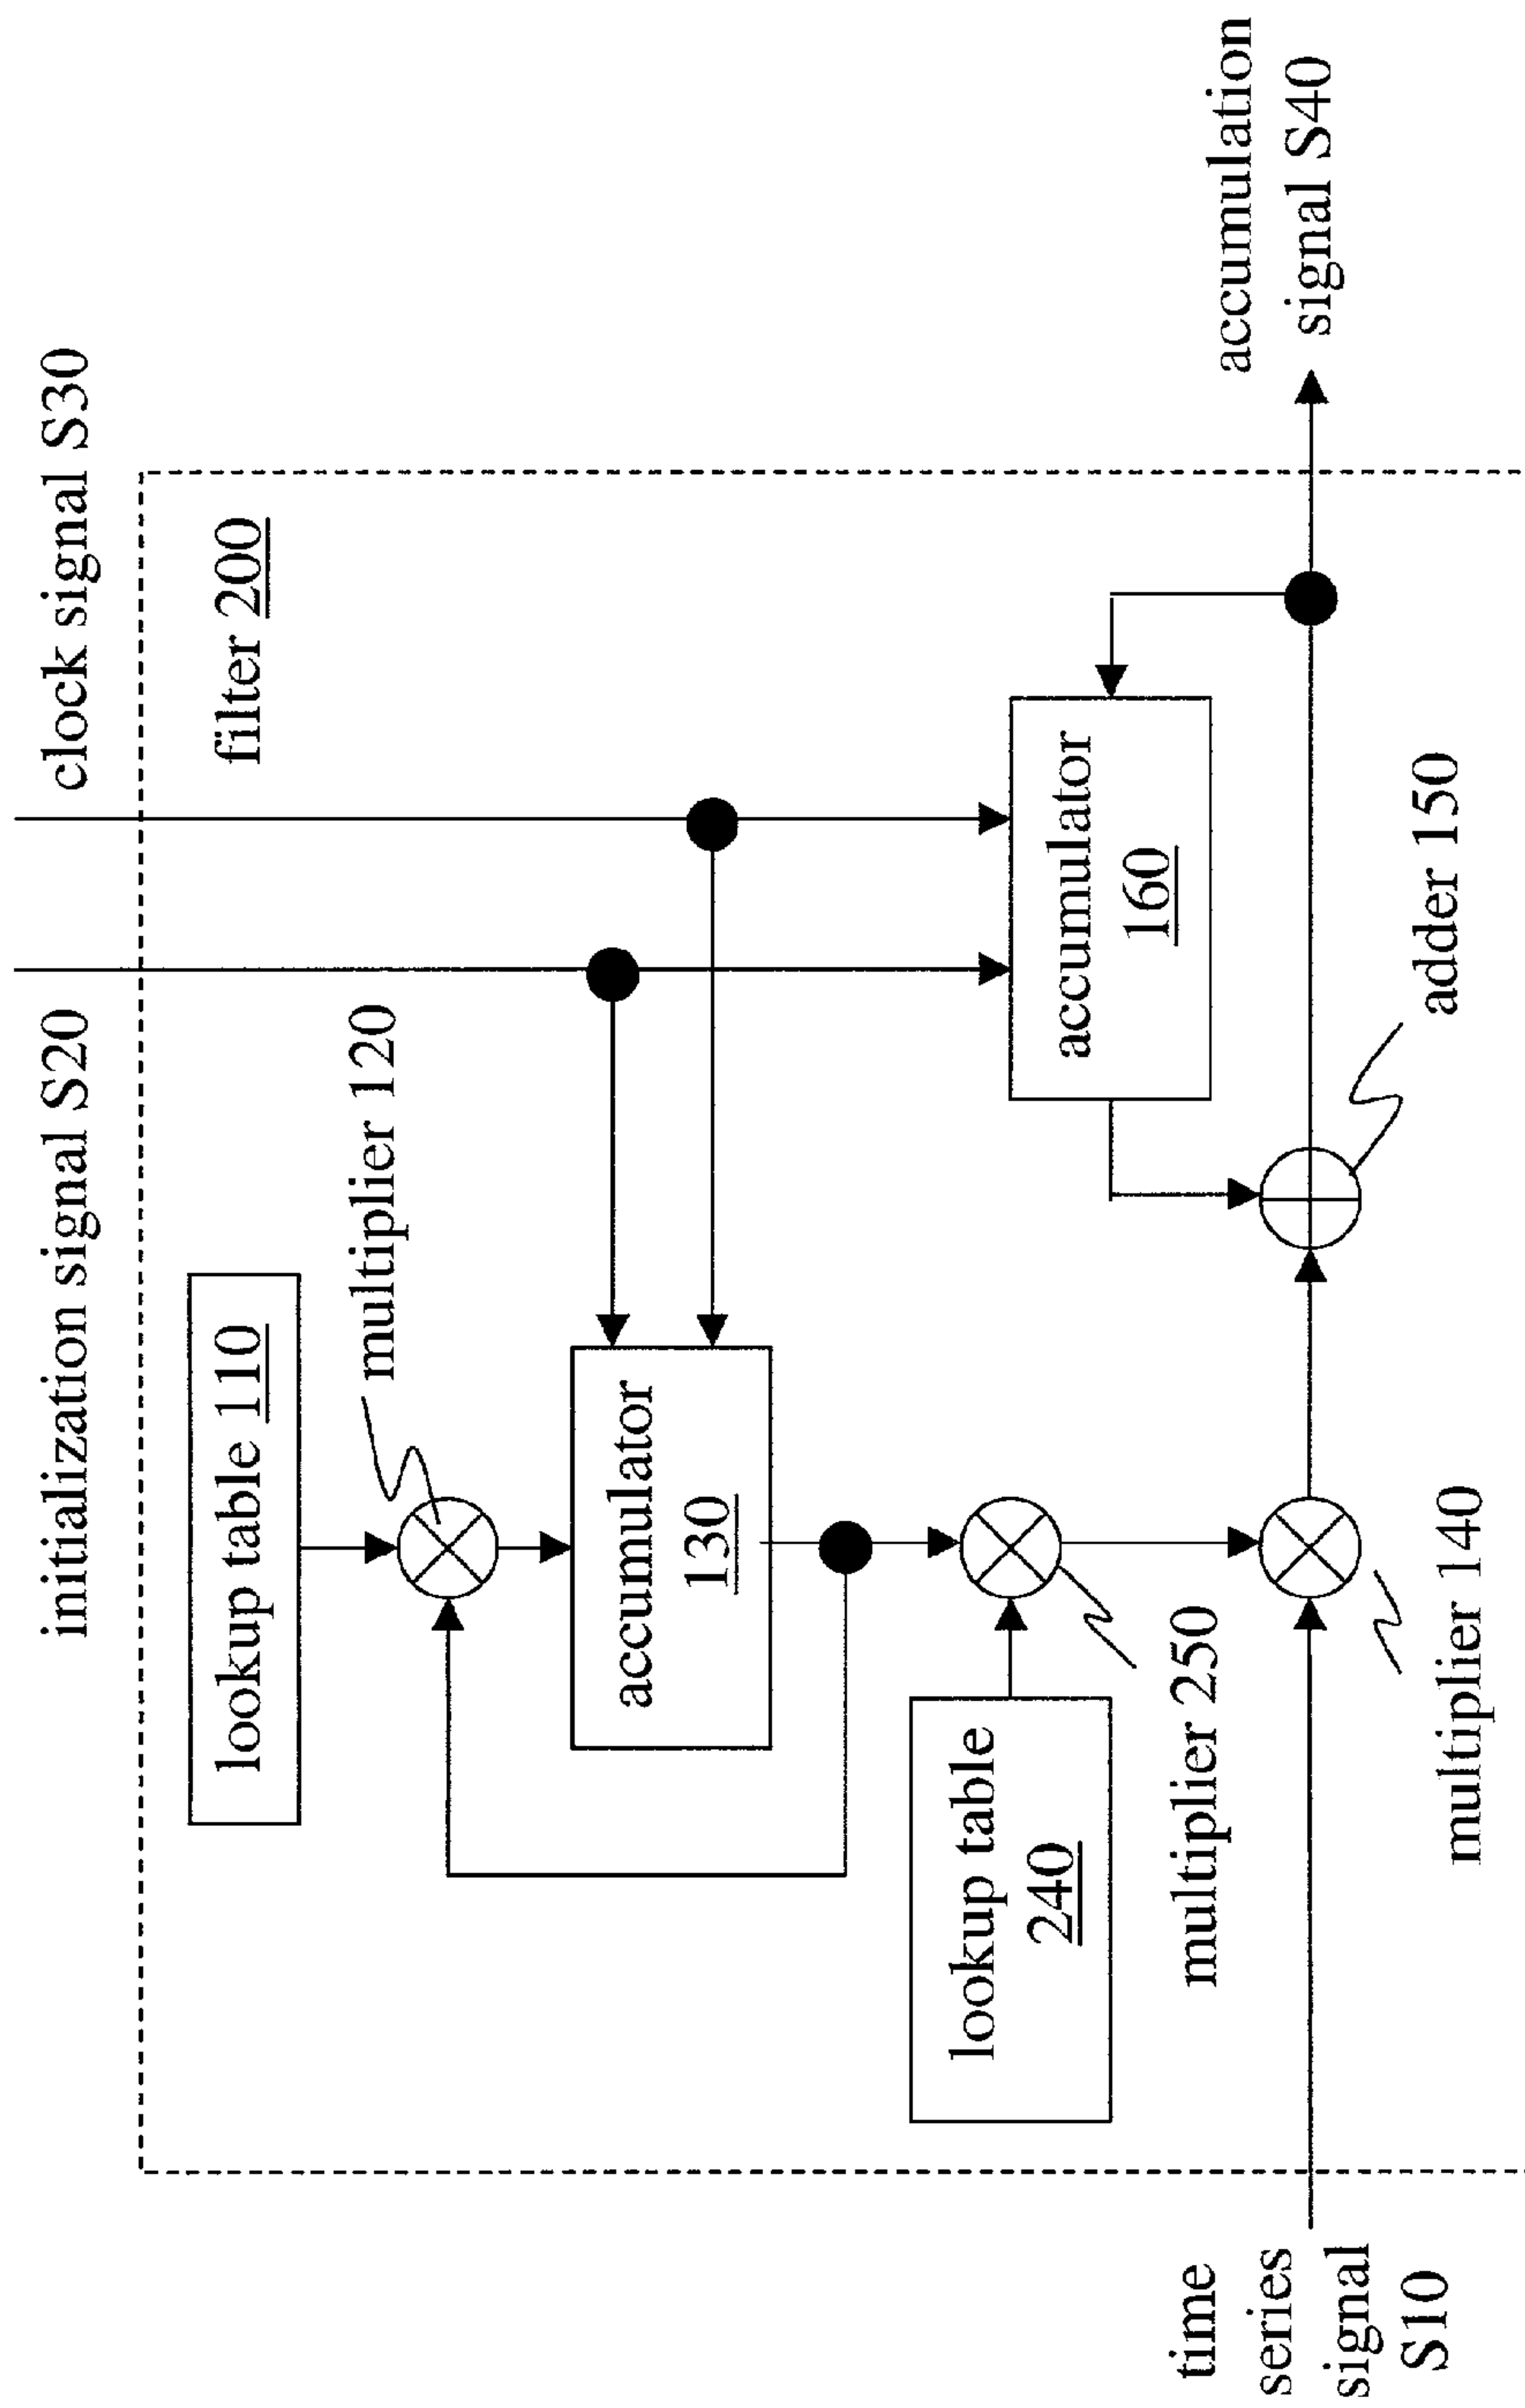 initialization signal S20
clock signal S30
filter 200
lookup table 110
multiplier 120
accumulator
130
accumulator
160
lookup table
240
multiplier 250
multiplier 140
adder 150
time
series
signal
S10
accumulation
signal S40